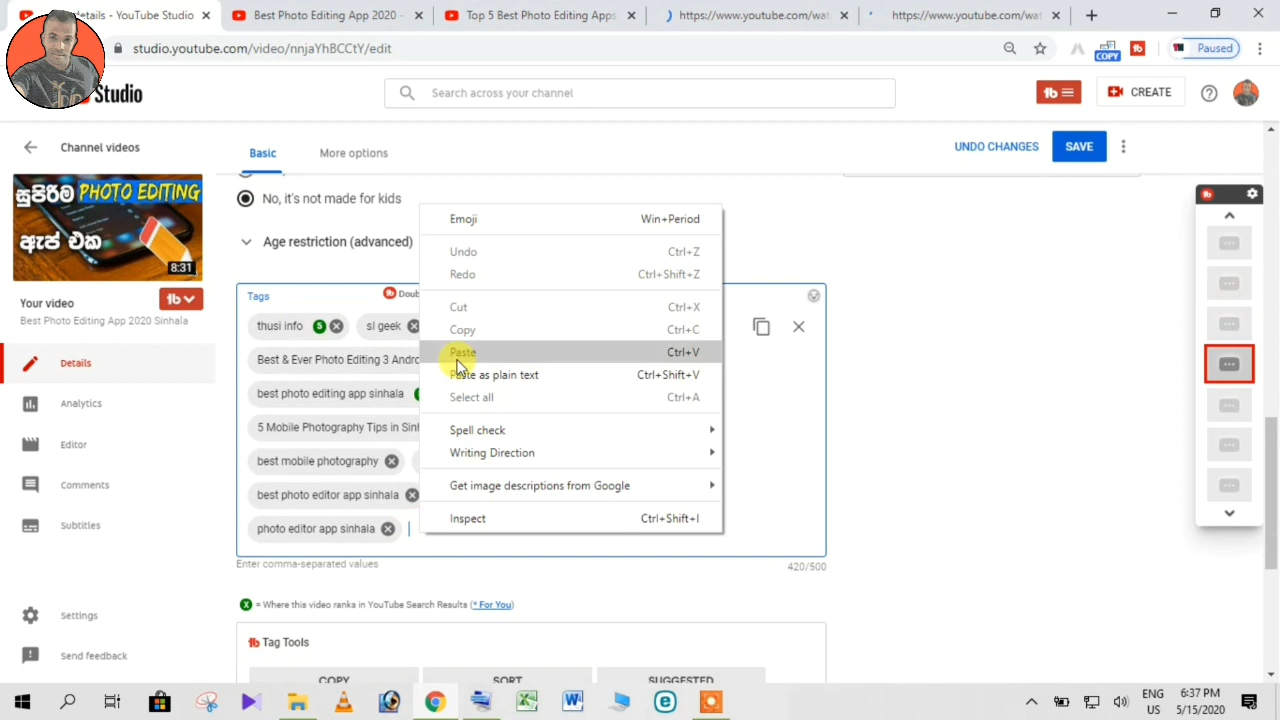 details - YouTube Studio
Best Photo Editing App 2020 -
Top 5 Best Photo Editing Apps
https://www.youtube.com/wat
https://www.youtube.com/wat
studio.youtube.com/video/nnjaYhBCCtY/edit
COPY
Paused
Studio
Search across your channel
CREATE
Channel videos
Basic
More options
UNDO CHANGES
SAVE
සුපිරිම PHOTO EDITING
ඇප් එක
8:31
Your video
Best Photo Editing App 2020 Sinhala
Details
Analytics
Editor
Comments
Subtitles
Settings
Send feedback
No, it's not made for kids
Age restriction (advanced)
Tags
thusi info 5
sl geek
Best & Ever Photo Editing 3 Andro
best photo editing app sinhala
5 Mobile Photography Tips in Sinh
best mobile photography
best photo editor app sinhala
photo editor app sinhala
Enter comma-separated values
420/500
X = Where this video ranks in YouTube Search Results (* For You)
Tag Tools
COPY
SORT
SUGGESTED
Emoji Win+Period
Undo Ctrl+Z
Redo Ctrl+Shift+Z
Cut Ctrl+X
Copy Ctrl+C
Paste Ctrl+V
Paste as plain text Ctrl+Shift+V
Select all Ctrl+A
Spell check
Writing Direction
Get image descriptions from Google
Inspect Ctrl+Shift+I
ENG
US
6:37 PM
5/15/2020